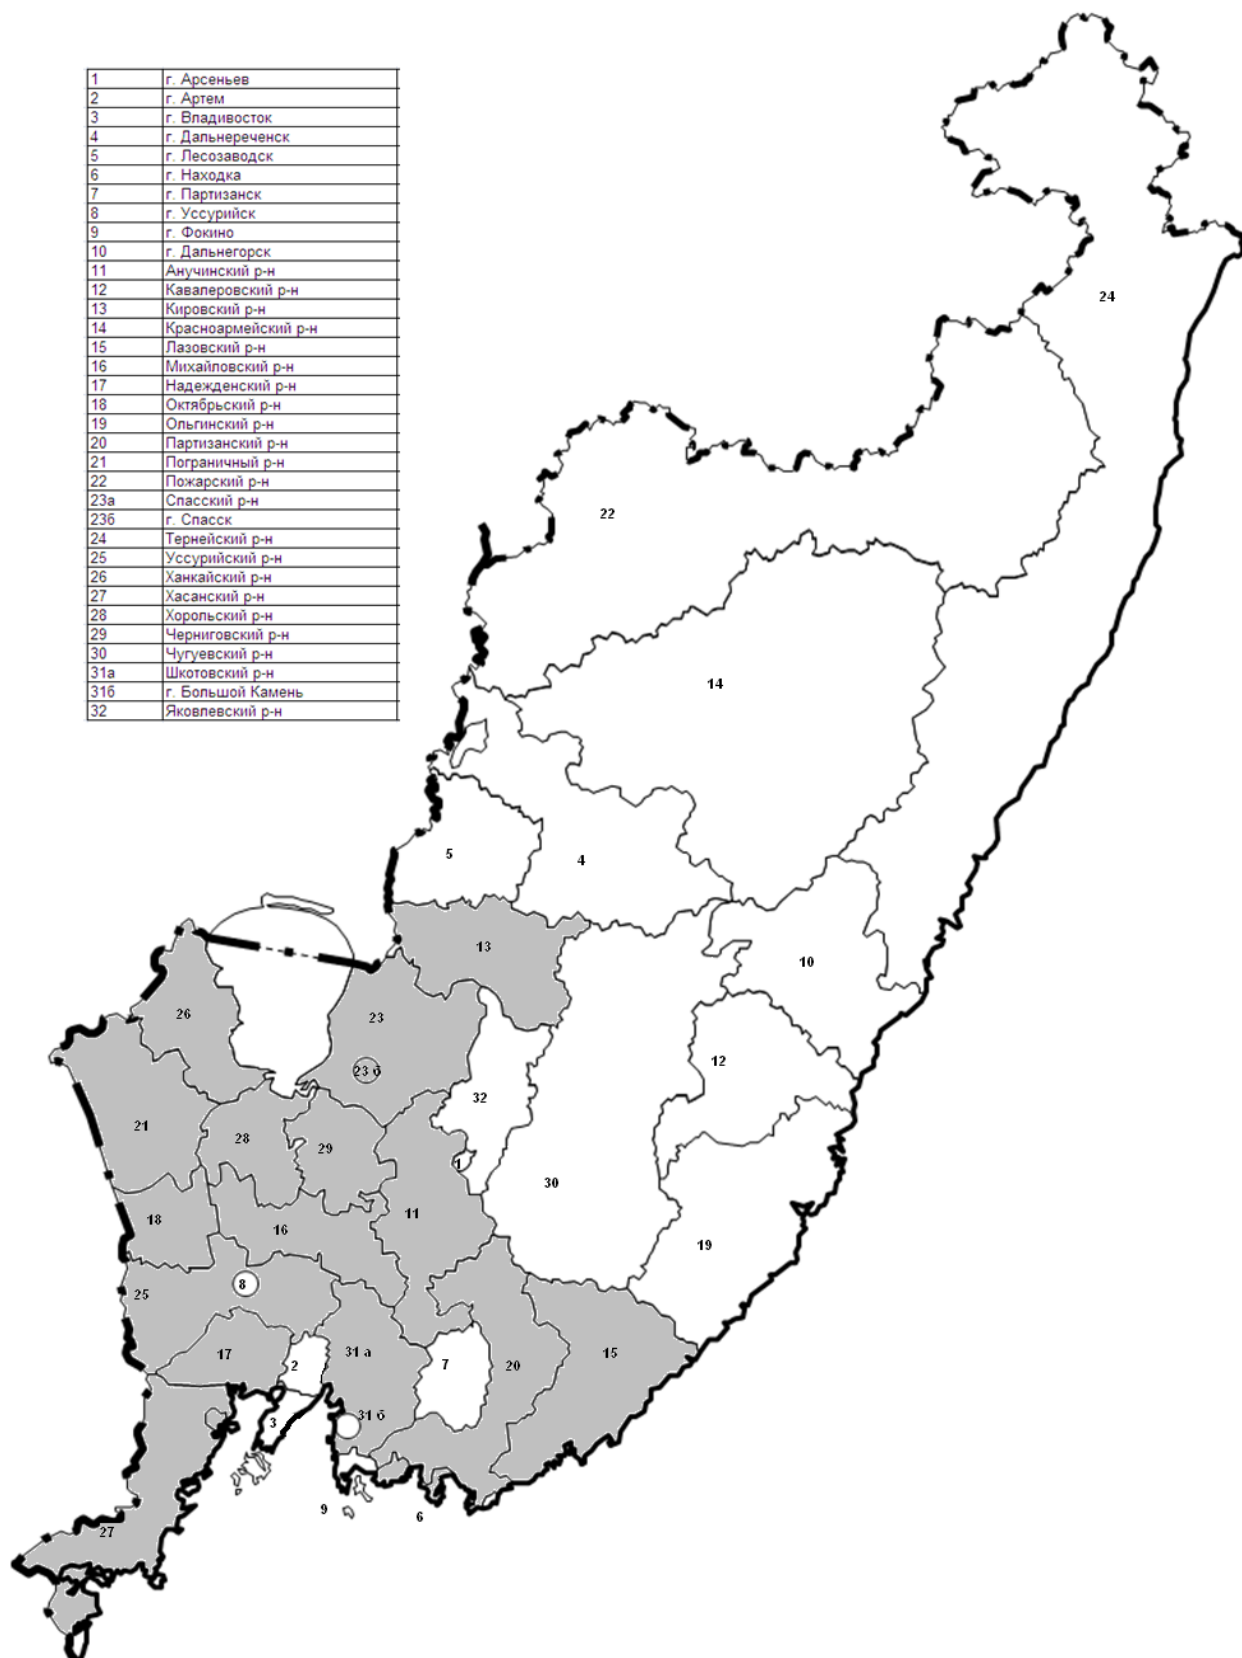 1 г. Арсеньев
2 г. Артем
3 г. Владивосток
4 г. Дальнереченск
5 г. Лесозаводск
6 г. Находка
7 г. Партизанск
8 г. Уссурийск
9 г. Фокино
10 г. Дальнегорск
11 Анучинский р-н
12 Кавалеровский р-н
13 Кировский р-н
14 Красноармейский р-н
15 Лазовский р-н
16 Михайловский р-н
17 Надежденский р-н
18 Октябрьский р-н
19 Ольгинский р-н
20 Партизанский р-н
21 Пограничный р-н
22 Пожарский р-н
23а Спасский р-н
23б г. Спасск
24 Тернейский р-н
25 Уссурийский р-н
26 Ханкайский р-н
27 Хасанский р-н
28 Хорольский р-н
29 Черниговский р-н
30 Чугуевский р-н
31а Шкотовский р-н
31б г. Большой Камень
32 Яковлевский р-н
24
22
14
5
4
13
10
26
23
12
23 б
32
21
28
29
1
30
11
18
16
19
8
25
31 а
15
17
2
7
20
3
31 б
9
6
27